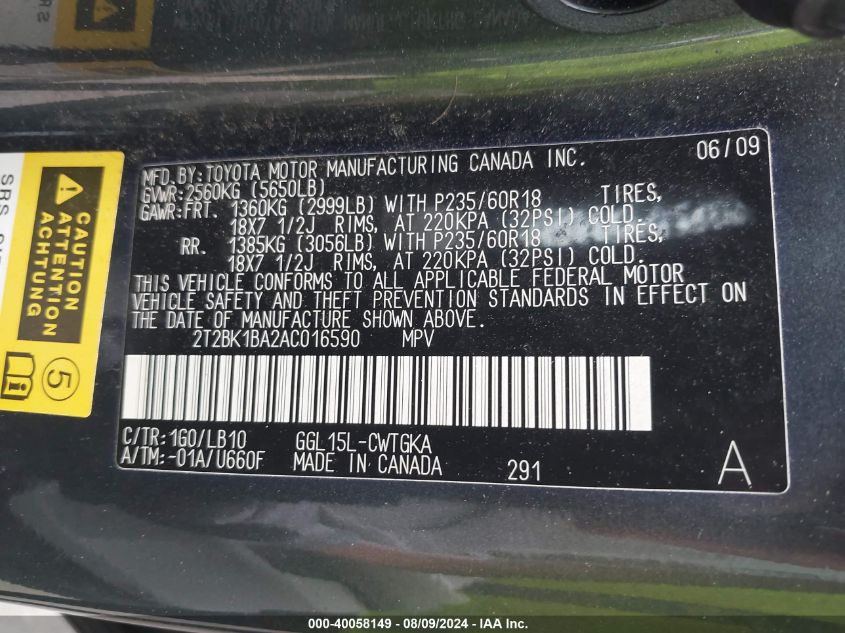 MFD.BY:TOYOTA MOTOR MANUFACTURING CANADA INC. 06/09
GVWR:2560KG (5650LB)
GAWR:FRT. 1360KG (2999LB) WITH P235/60R18 TIRES,
18X7 1/2J RIMS, AT 220KPA (32PSI) COLD.
RR. 1385KG (3056LB) WITH P235/60R18 TIRES,
18X7 1/2J RIMS, AT 220KPA (32PSI) COLD.
THIS VEHICLE CONFORMS TO ALL APPLICABLE FEDERAL MOTOR
VEHICLE SAFETY AND THEFT PREVENTION STANDARDS IN EFFECT ON
THE DATE OF MANUFACTURE SHOWN ABOVE.
2T2BK1BA2AC016590 MPV
C/TR:1G0/LB10 GGL15L-CWTGKA
A/TM:-01A/U660F MADE IN CANADA 291 A
CAUTION
ATTENTION
ACHTUNG
5
SRS
000-40058149 - 08/09/2024 - IAA Inc.